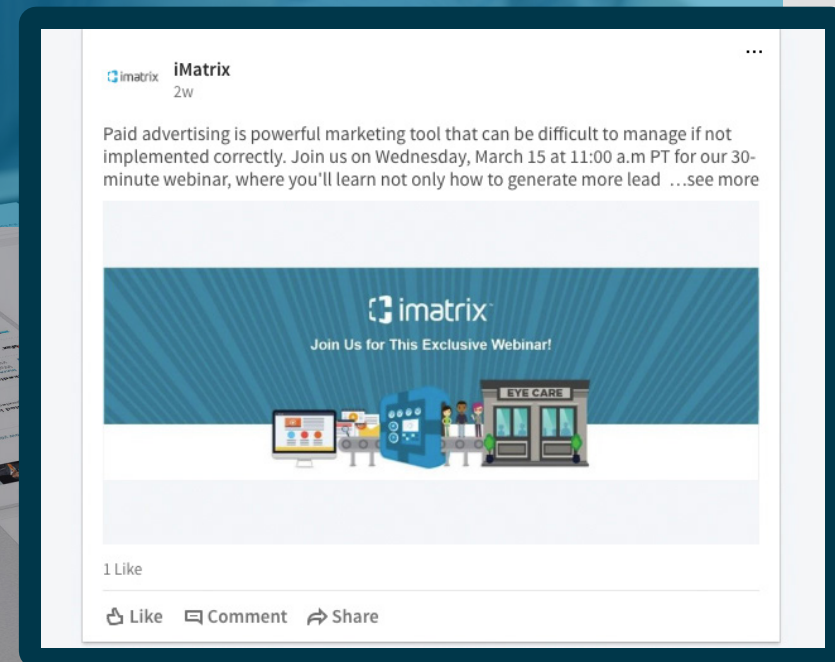 ...
imatrix
iMatrix
2w
Paid advertising is powerful marketing tool that can be difficult to manage if not
implemented correctly. Join us on Wednesday, March 15 at 11:00 a.m PT for our 30-
minute webinar, where you'll learn not only how to generate more lead ...see more
imatrix
Join Us for This Exclusive Webinar!
EYE CARE
1 Like
Like
Comment
Share